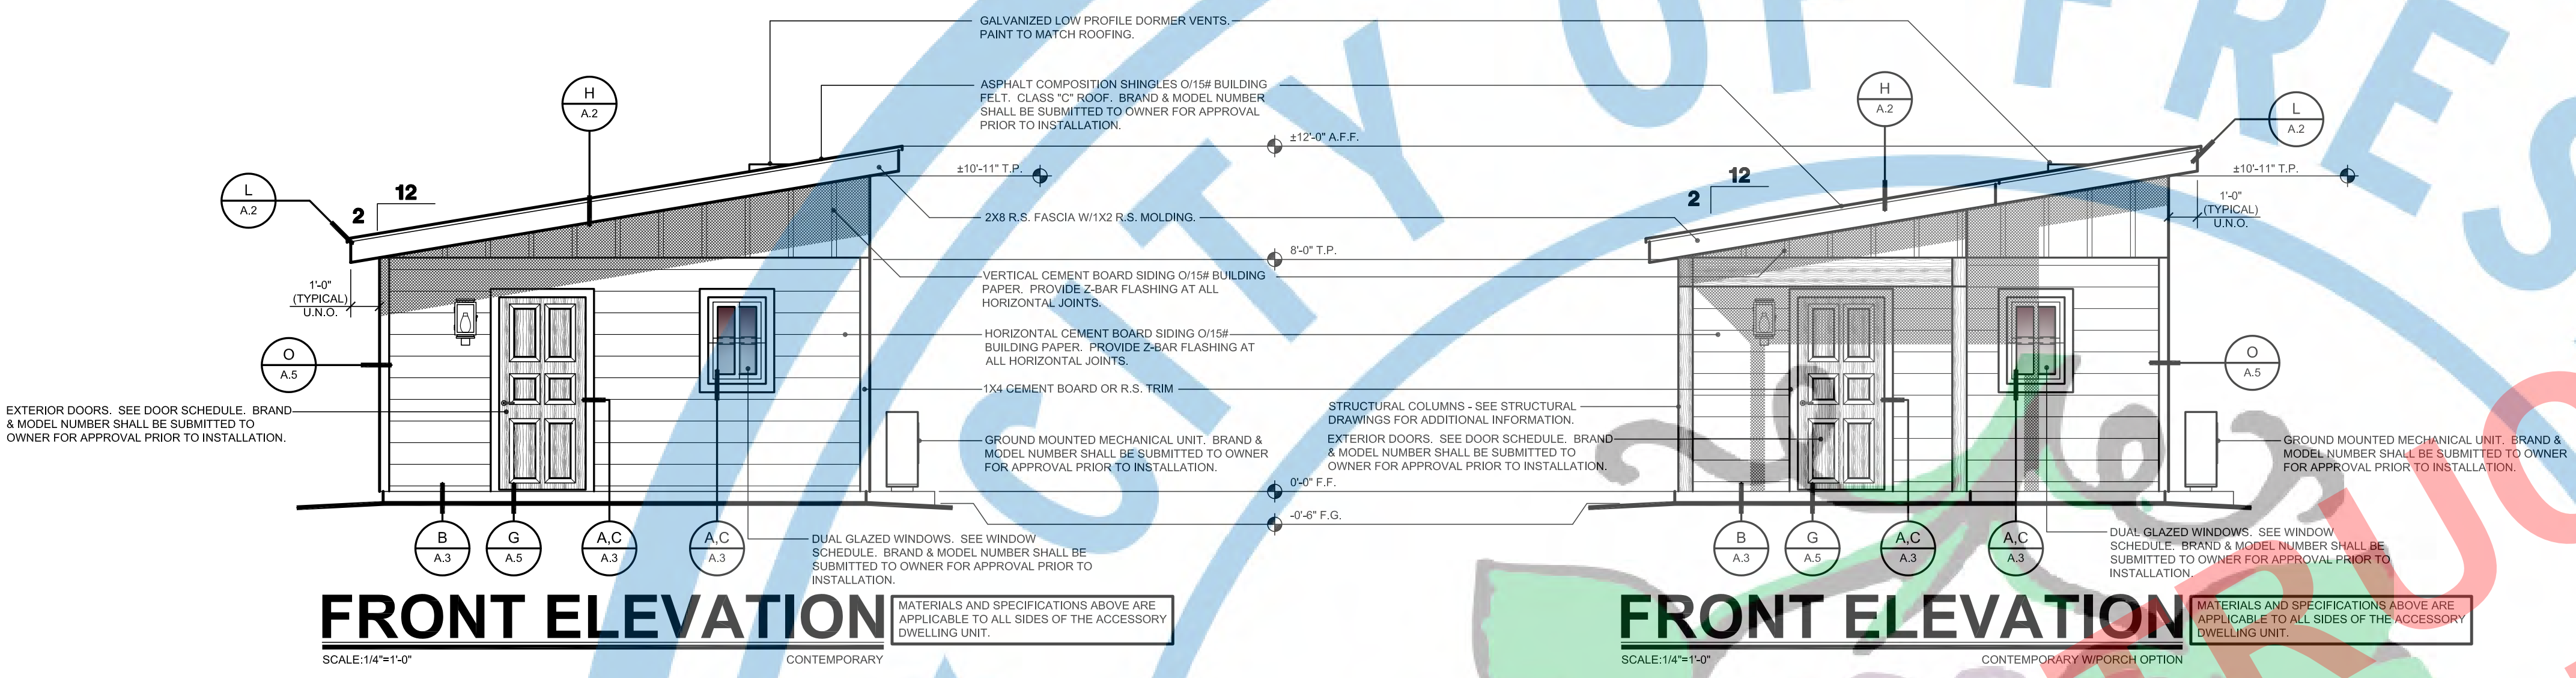 GALVANIZED LOW PROFILE DORMER VENTS.
PAINT TO MATCH ROOFING.
ASPHALT COMPOSITION SHINGLES O/15# BUILDING
FELT. CLASS "C" ROOF. BRAND & MODEL NUMBER
SHALL BE SUBMITTED TO OWNER FOR APPROVAL
PRIOR TO INSTALLATION.
±12'-0" A.F.F.
±10'-11" T.P.
2X8 R.S. FASCIA W/1X2 R.S. MOLDING.
8'-0" T.P.
VERTICAL CEMENT BOARD SIDING O/15# BUILDING
PAPER. PROVIDE Z-BAR FLASHING AT ALL
HORIZONTAL JOINTS.
HORIZONTAL CEMENT BOARD SIDING O/15#
BUILDING PAPER. PROVIDE Z-BAR FLASHING AT
ALL HORIZONTAL JOINTS.
1X4 CEMENT BOARD OR R.S. TRIM
GROUND MOUNTED MECHANICAL UNIT. BRAND &
MODEL NUMBER SHALL BE SUBMITTED TO OWNER
FOR APPROVAL PRIOR TO INSTALLATION.
0'-0" F.F.
-0'-6" F.G.
H
A.2
L
A.2
12
2
1'-0"
(TYPICAL)
U.N.O.
O
A.5
EXTERIOR DOORS. SEE DOOR SCHEDULE. BRAND
& MODEL NUMBER SHALL BE SUBMITTED TO
OWNER FOR APPROVAL PRIOR TO INSTALLATION.
B
A.3
G
A.5
A,C
A.3
A,C
A.3
DUAL GLAZED WINDOWS. SEE WINDOW
SCHEDULE. BRAND & MODEL NUMBER SHALL BE
SUBMITTED TO OWNER FOR APPROVAL PRIOR TO
INSTALLATION.
FRONT ELEVATION
MATERIALS AND SPECIFICATIONS ABOVE ARE
APPLICABLE TO ALL SIDES OF THE ACCESSORY
DWELLING UNIT.
SCALE:1/4"=1'-0"
CONTEMPORARY
H
A.2
L
A.2
12
2
±10'-11" T.P.
1'-0"
(TYPICAL)
U.N.O.
O
A.5
STRUCTURAL COLUMNS - SEE STRUCTURAL
DRAWINGS FOR ADDITIONAL INFORMATION.
EXTERIOR DOORS. SEE DOOR SCHEDULE. BRAND
& MODEL NUMBER SHALL BE SUBMITTED TO
OWNER FOR APPROVAL PRIOR TO INSTALLATION.
GROUND MOUNTED MECHANICAL UNIT. BRAND &
MODEL NUMBER SHALL BE SUBMITTED TO OWNER
FOR APPROVAL PRIOR TO INSTALLATION.
B
A.3
G
A.5
A,C
A.3
A,C
A.3
DUAL GLAZED WINDOWS. SEE WINDOW
SCHEDULE. BRAND & MODEL NUMBER SHALL BE
SUBMITTED TO OWNER FOR APPROVAL PRIOR TO
INSTALLATION.
FRONT ELEVATION
MATERIALS AND SPECIFICATIONS ABOVE ARE
APPLICABLE TO ALL SIDES OF THE ACCESSORY
DWELLING UNIT.
SCALE:1/4"=1'-0"
CONTEMPORARY W/PORCH OPTION
CITY OF FRES
TRUC